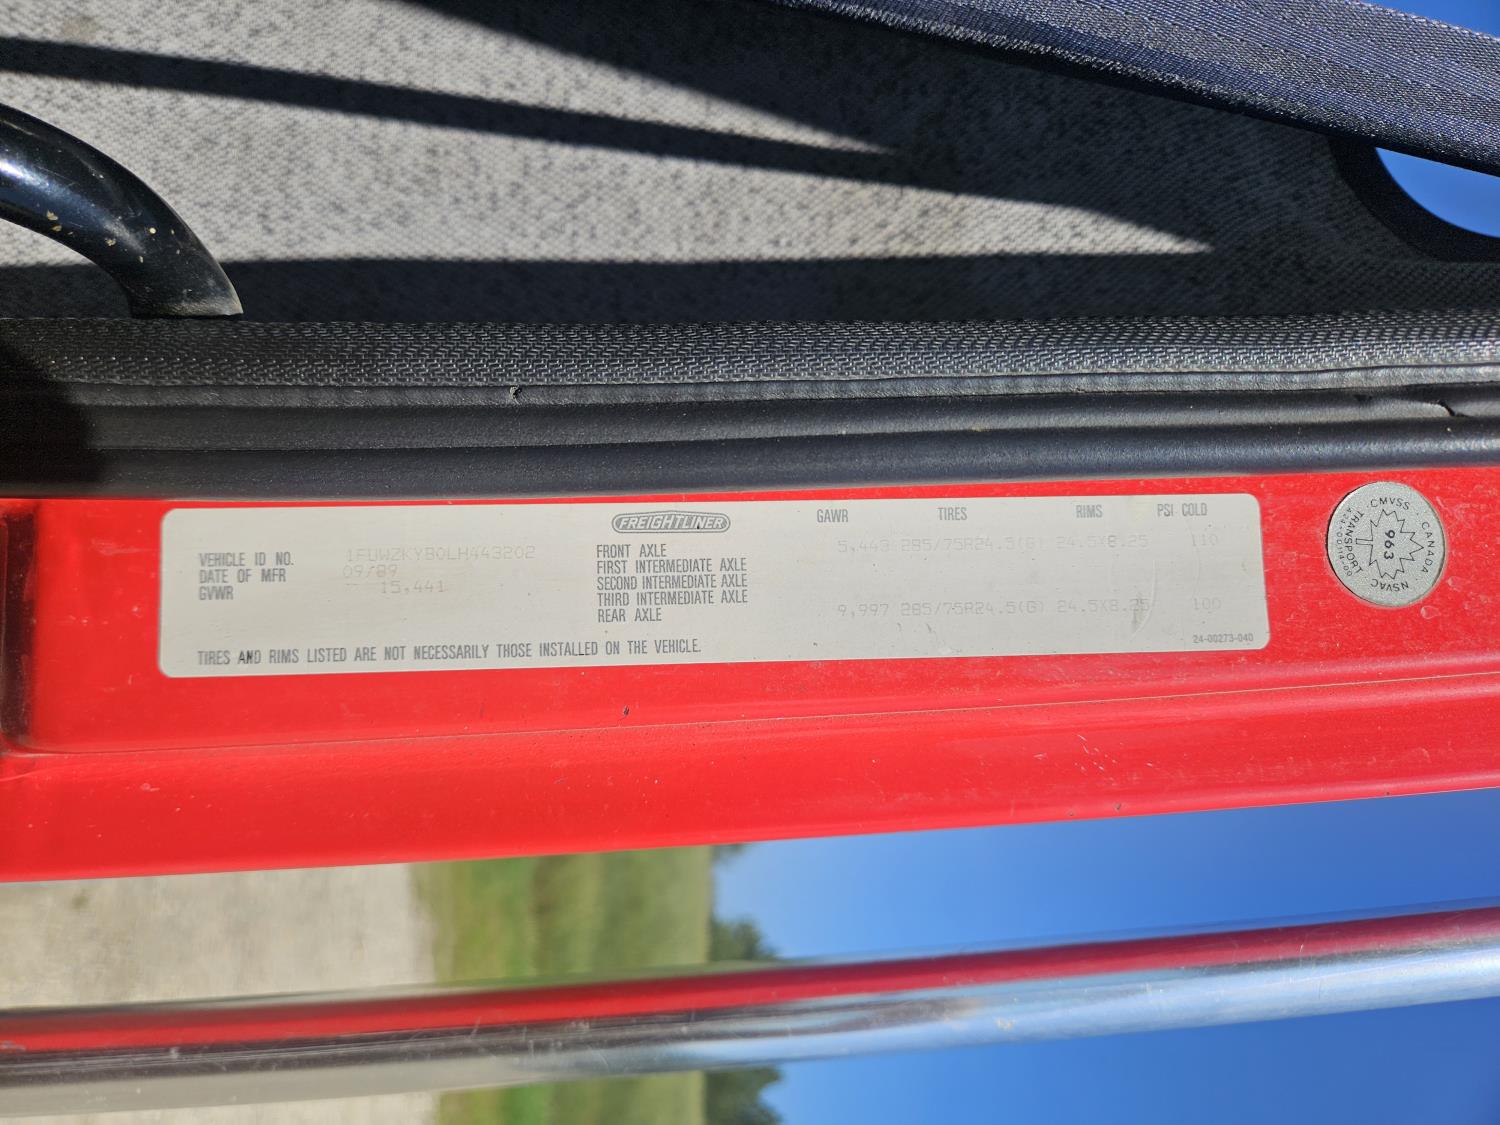 FREIGHTLINER
GAWR TIRES RIMS PSI COLD
VEHICLE ID NO. 1FUWZKYB0LH443202
DATE OF MFR 09/89
GVWR 15,441
FRONT AXLE 5,443 285/75R24.5(G) 24.5X8.25 110
FIRST INTERMEDIATE AXLE
SECOND INTERMEDIATE AXLE
THIRD INTERMEDIATE AXLE
REAR AXLE 9,997 285/75R24.5(G) 24.5X8.25 100
TIRES AND RIMS LISTED ARE NOT NECESSARILY THOSE INSTALLED ON THE VEHICLE.
24-00273-040
CMVSS
CANADA
TRANSPORT
NSVAC
963